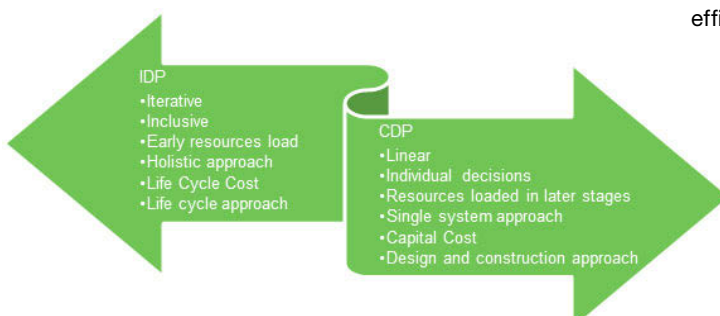 effi
IDP
•Iterative
•Inclusive
•Early resources load
•Holistic approach
•Life Cycle Cost
•Life cycle approach
CDP
•Linear
•Individual decisions
•Resources loaded in later stages
•Single system approach
•Capital Cost
•Design and construction approach